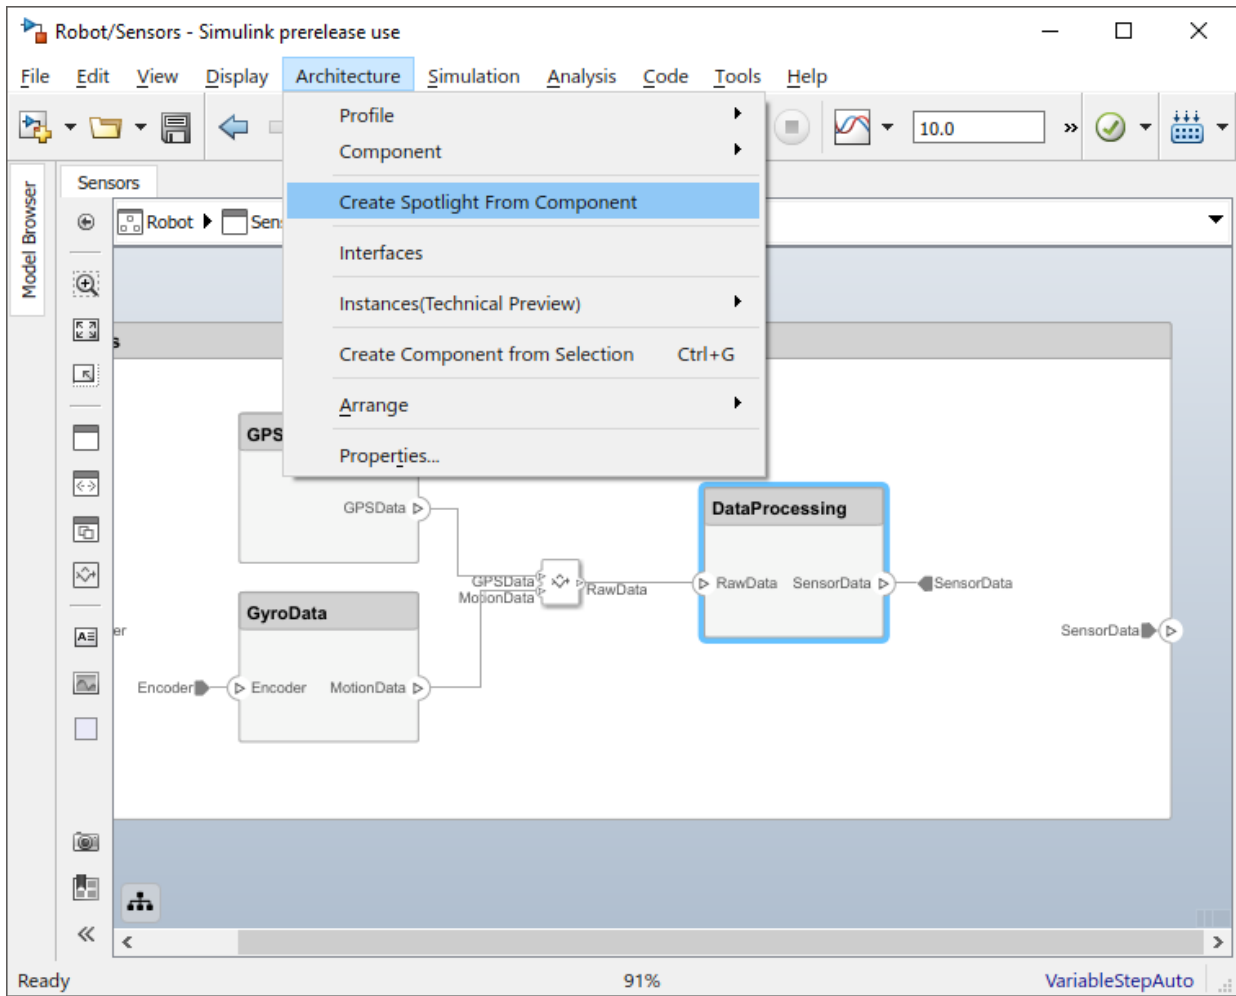 Robot/Sensors - Simulink prerelease use
File Edit View Display Architecture Simulation Analysis Code Tools Help
10.0
Profile
Component
Create Spotlight From Component
Interfaces
Instances(Technical Preview)
Create Component from Selection Ctrl+G
Arrange
Properties...
Model Browser
Sensors
Robot Sen
s
GPS
GPSData
GPSData
MotionData
RawData
DataProcessing
RawData SensorData
SensorData
GyroData
er
Encoder
Encoder MotionData
SensorData
Ready 91% VariableStepAuto